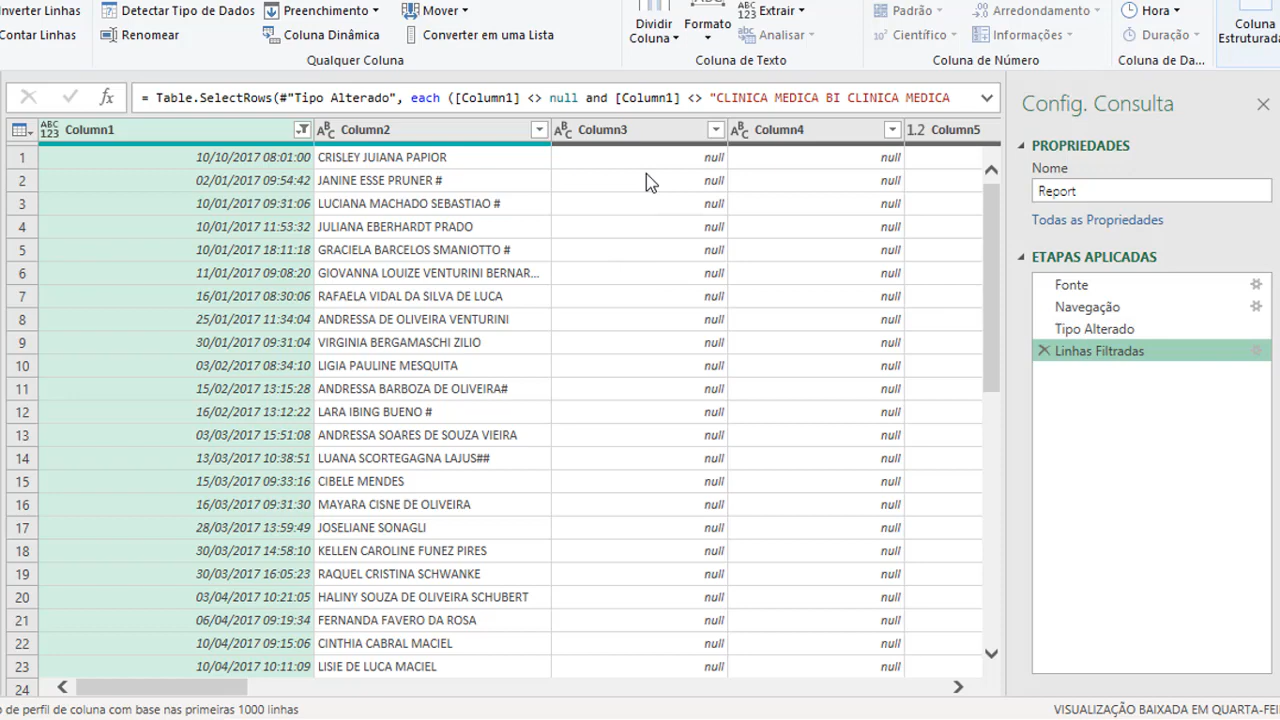 nverter Linhas
Detectar Tipo de Dados
Preenchimento
Mover
ABC 123 Extrair
Padrão
Arredondamento
Hora
Contar Linhas
Renomear
Coluna Dinâmica
Converter em uma Lista
Dividir Coluna
Formato
Analisar
Científico
Informações
Duração
Coluna
Estruturada
Qualquer Coluna
Coluna de Texto
Coluna de Número
Coluna de Da...
fx = Table.SelectRows(#"Tipo Alterado", each ([Column1] <> null and [Column1] <> "CLINICA MEDICA BI CLINICA MEDICA
ABC 123 Column1 ABC Column2 ABC Column3 ABC Column4 1.2 Column5
1 10/10/2017 08:01:00 CRISLEY JUIANA PAPIOR null null
2 02/01/2017 09:54:42 JANINE ESSE PRUNER # null null
3 10/01/2017 09:31:06 LUCIANA MACHADO SEBASTIAO # null null
4 10/01/2017 11:53:32 JULIANA EBERHARDT PRADO null null
5 10/01/2017 18:11:18 GRACIELA BARCELOS SMANIOTTO # null null
6 11/01/2017 09:08:20 GIOVANNA LOUIZE VENTURINI BERNAR... null null
7 16/01/2017 08:30:06 RAFAELA VIDAL DA SILVA DE LUCA null null
8 25/01/2017 11:34:04 ANDRESSA DE OLIVEIRA VENTURINI null null
9 30/01/2017 09:31:04 VIRGINIA BERGAMASCHI ZILIO null null
10 03/02/2017 08:34:10 LIGIA PAULINE MESQUITA null null
11 15/02/2017 13:15:28 ANDRESSA BARBOZA DE OLIVEIRA# null null
12 16/02/2017 13:12:22 LARA IBING BUENO # null null
13 03/03/2017 15:51:08 ANDRESSA SOARES DE SOUZA VIEIRA null null
14 13/03/2017 10:38:51 LUANA SCORTEGAGNA LAJUS## null null
15 15/03/2017 09:33:16 CIBELE MENDES null null
16 16/03/2017 09:31:30 MAYARA CISNE DE OLIVEIRA null null
17 28/03/2017 13:59:49 JOSELIANE SONAGLI null null
18 30/03/2017 14:58:10 KELLEN CAROLINE FUNEZ PIRES null null
19 30/03/2017 16:05:23 RAQUEL CRISTINA SCHWANKE null null
20 03/04/2017 10:21:05 HALINY SOUZA DE OLIVEIRA SCHUBERT null null
21 06/04/2017 09:19:34 FERNANDA FAVERO DA ROSA null null
22 10/04/2017 09:15:06 CINTHIA CABRAL MACIEL null null
23 10/04/2017 10:11:09 LISIE DE LUCA MACIEL null null
24
Config. Consulta
PROPRIEDADES
Nome
Report
Todas as Propriedades
ETAPAS APLICADAS
Fonte
Navegação
Tipo Alterado
Linhas Filtradas
o de perfil de coluna com base nas primeiras 1000 linhas
VISUALIZAÇÃO BAIXADA EM QUARTA-FEI